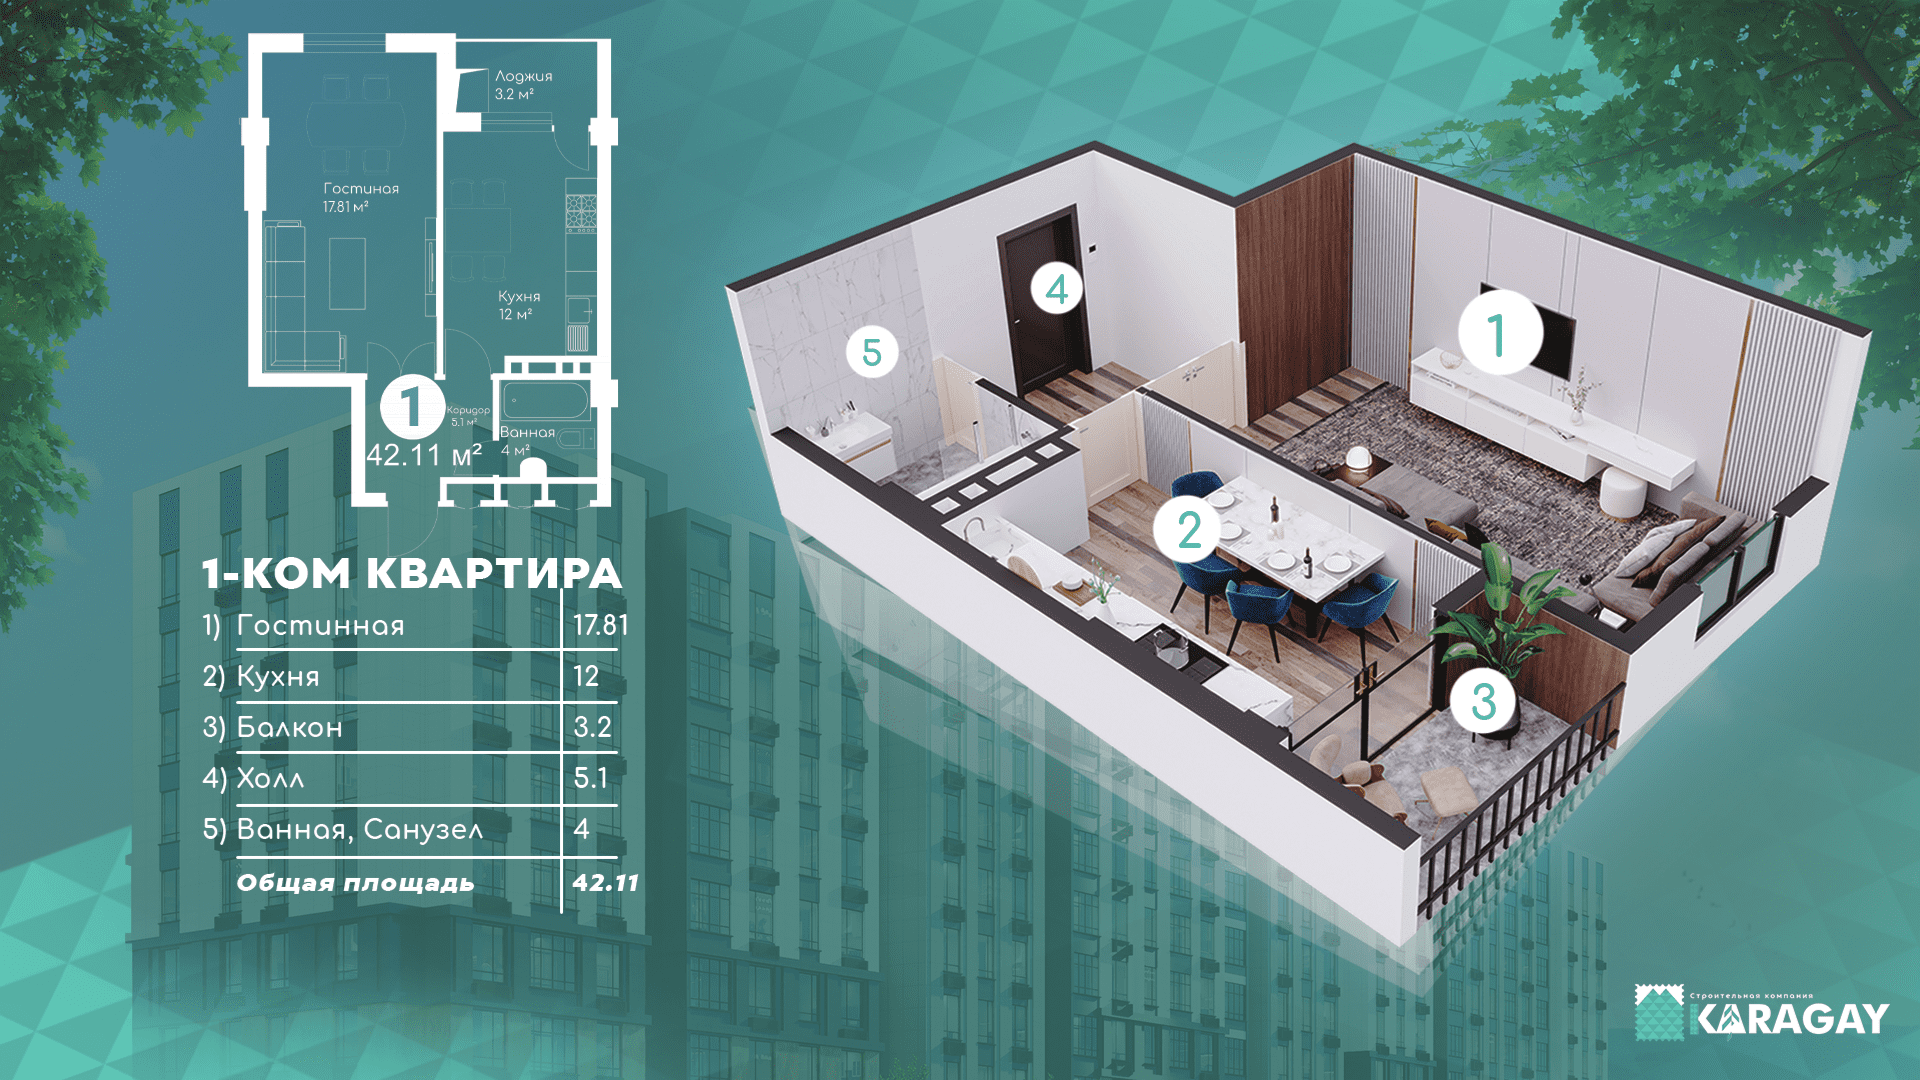 Лоджия
3.2 м²
Гостиная
17.81 м²
Кухня
12 м²
1
Коридор
5.1 м²
Ванная
4 м²
42.11 м²
1-КОМ КВАРТИРА
1) Гостинная 17.81
2) Кухня 12
3) Балкон 3.2
4) Холл 5.1
5) Ванная, Санузел 4
Общая площадь 42.11
4
1
5
2
3
Строительная компания
KARAGAY